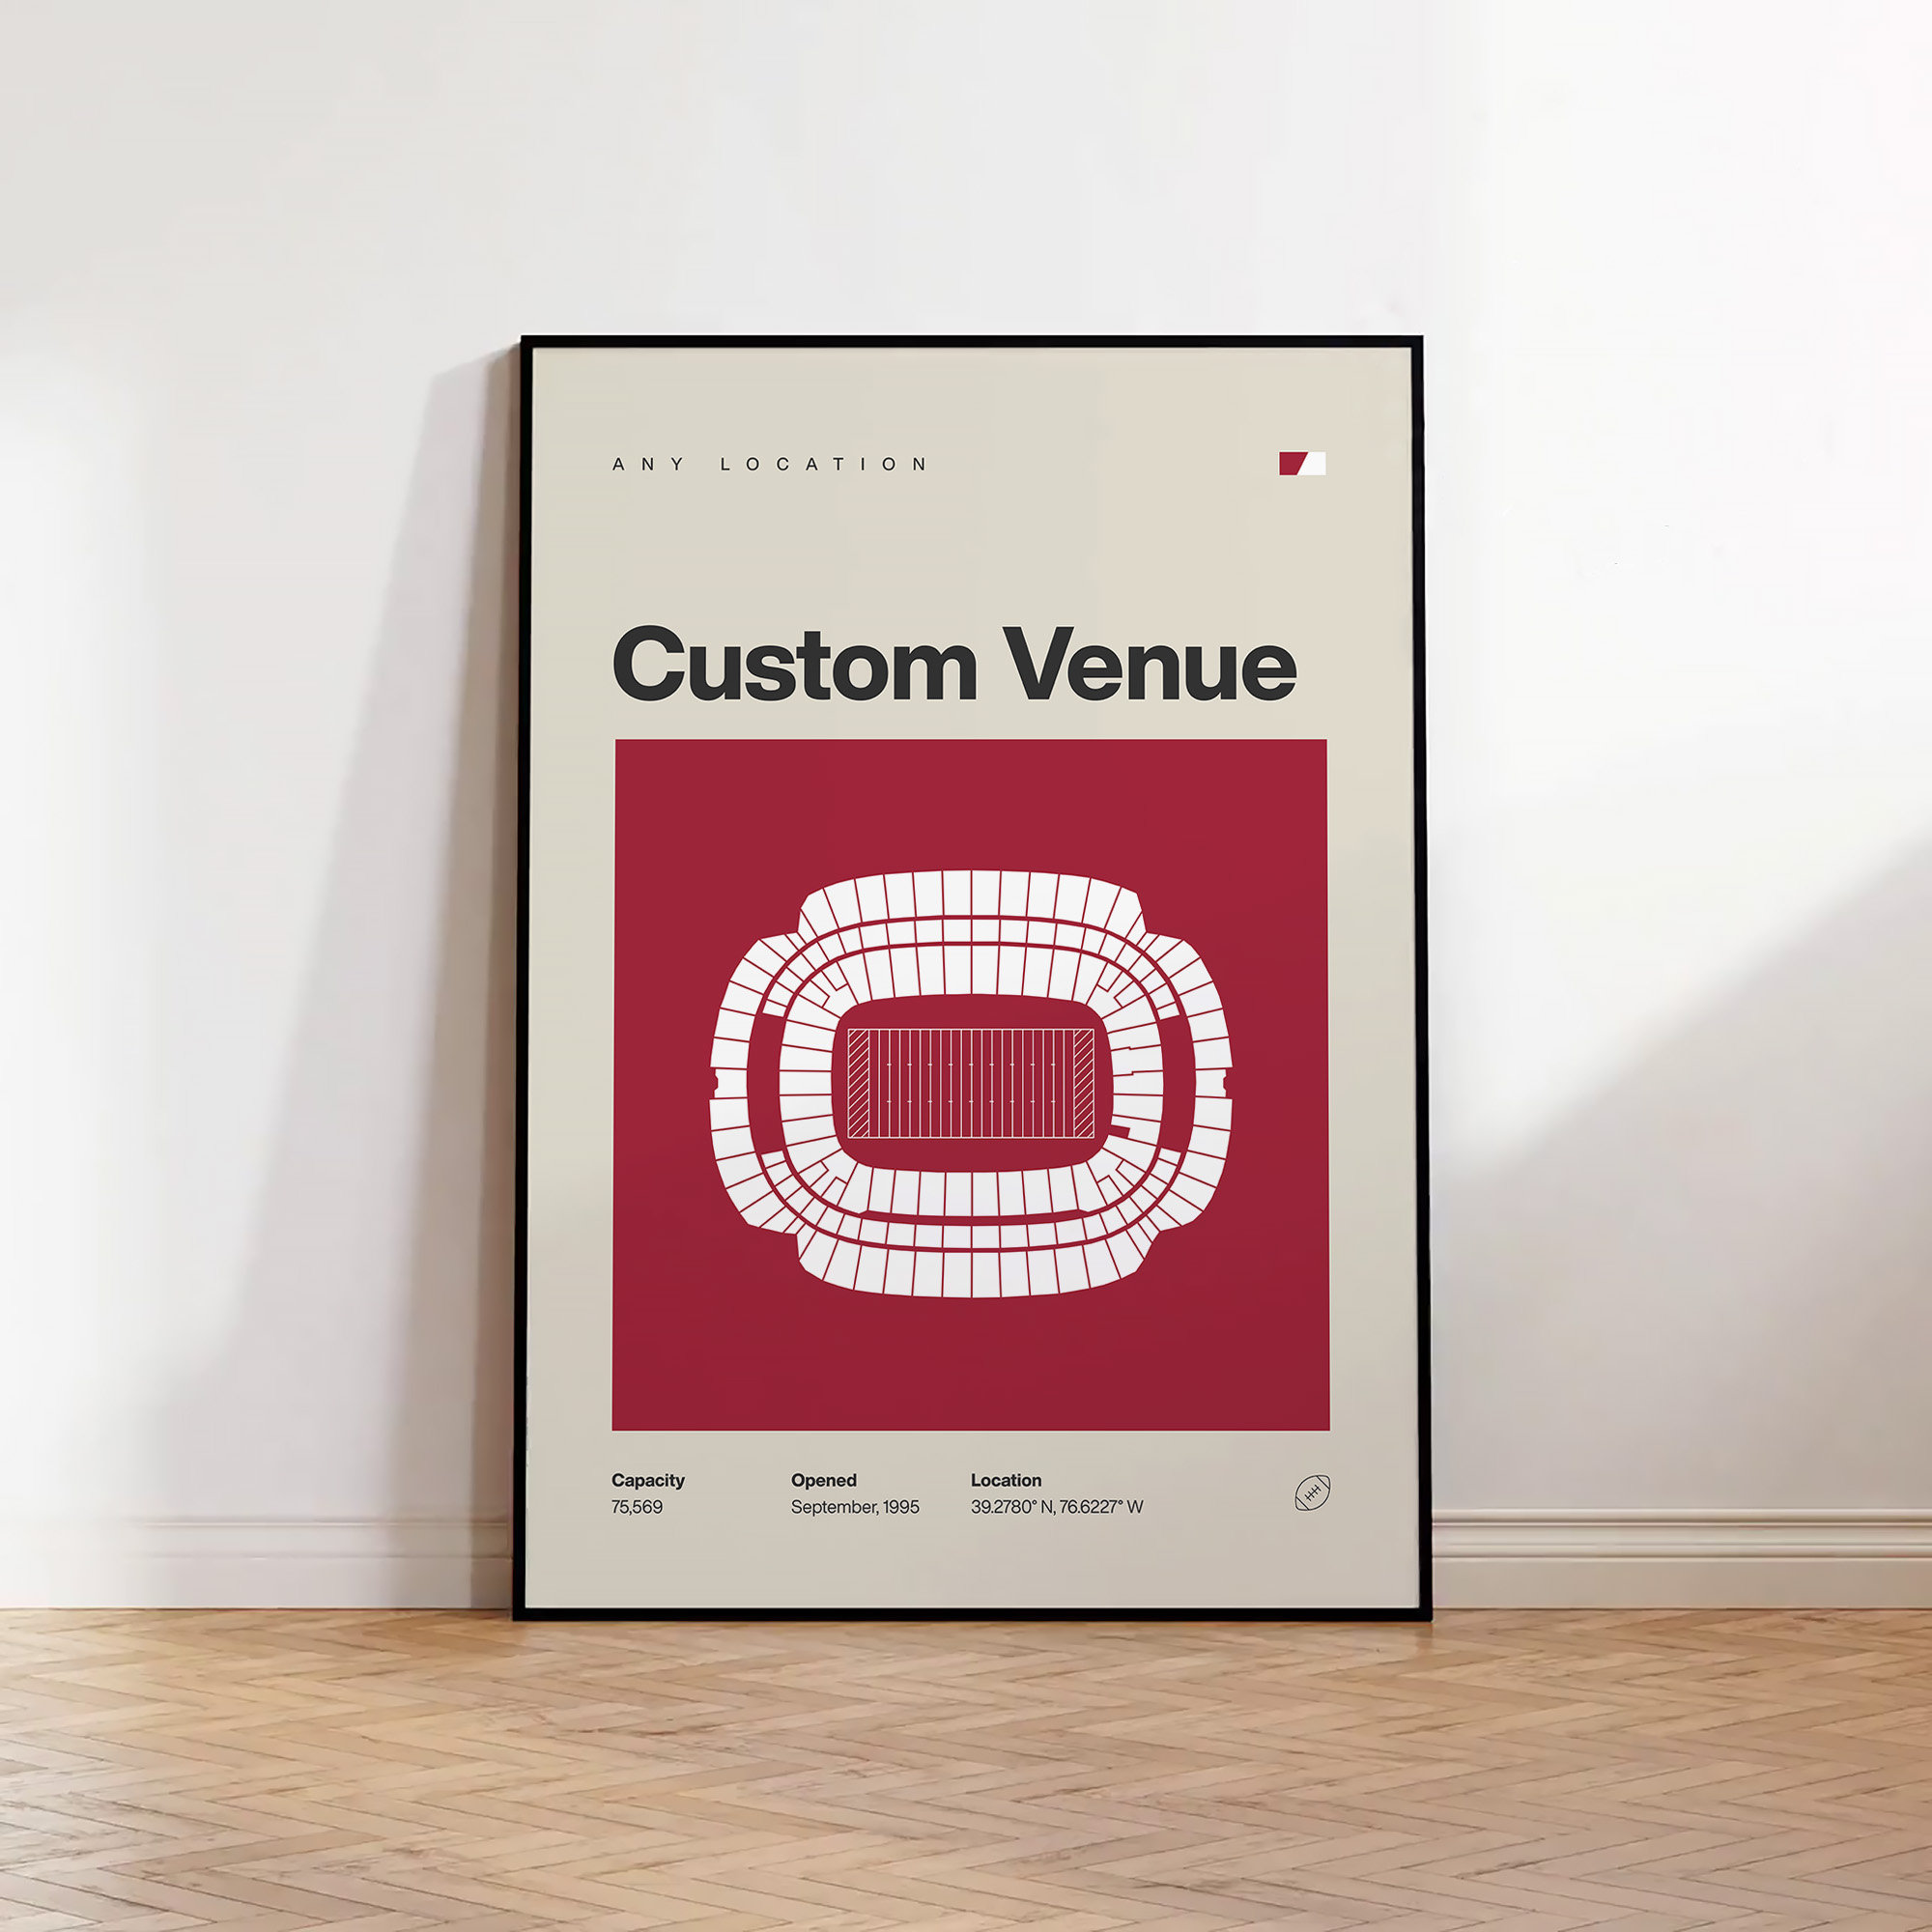 ANY LOCATION
Custom Venue
Capacity
75,569
Opened
September, 1995
Location
39.2780° N, 76.6227° W